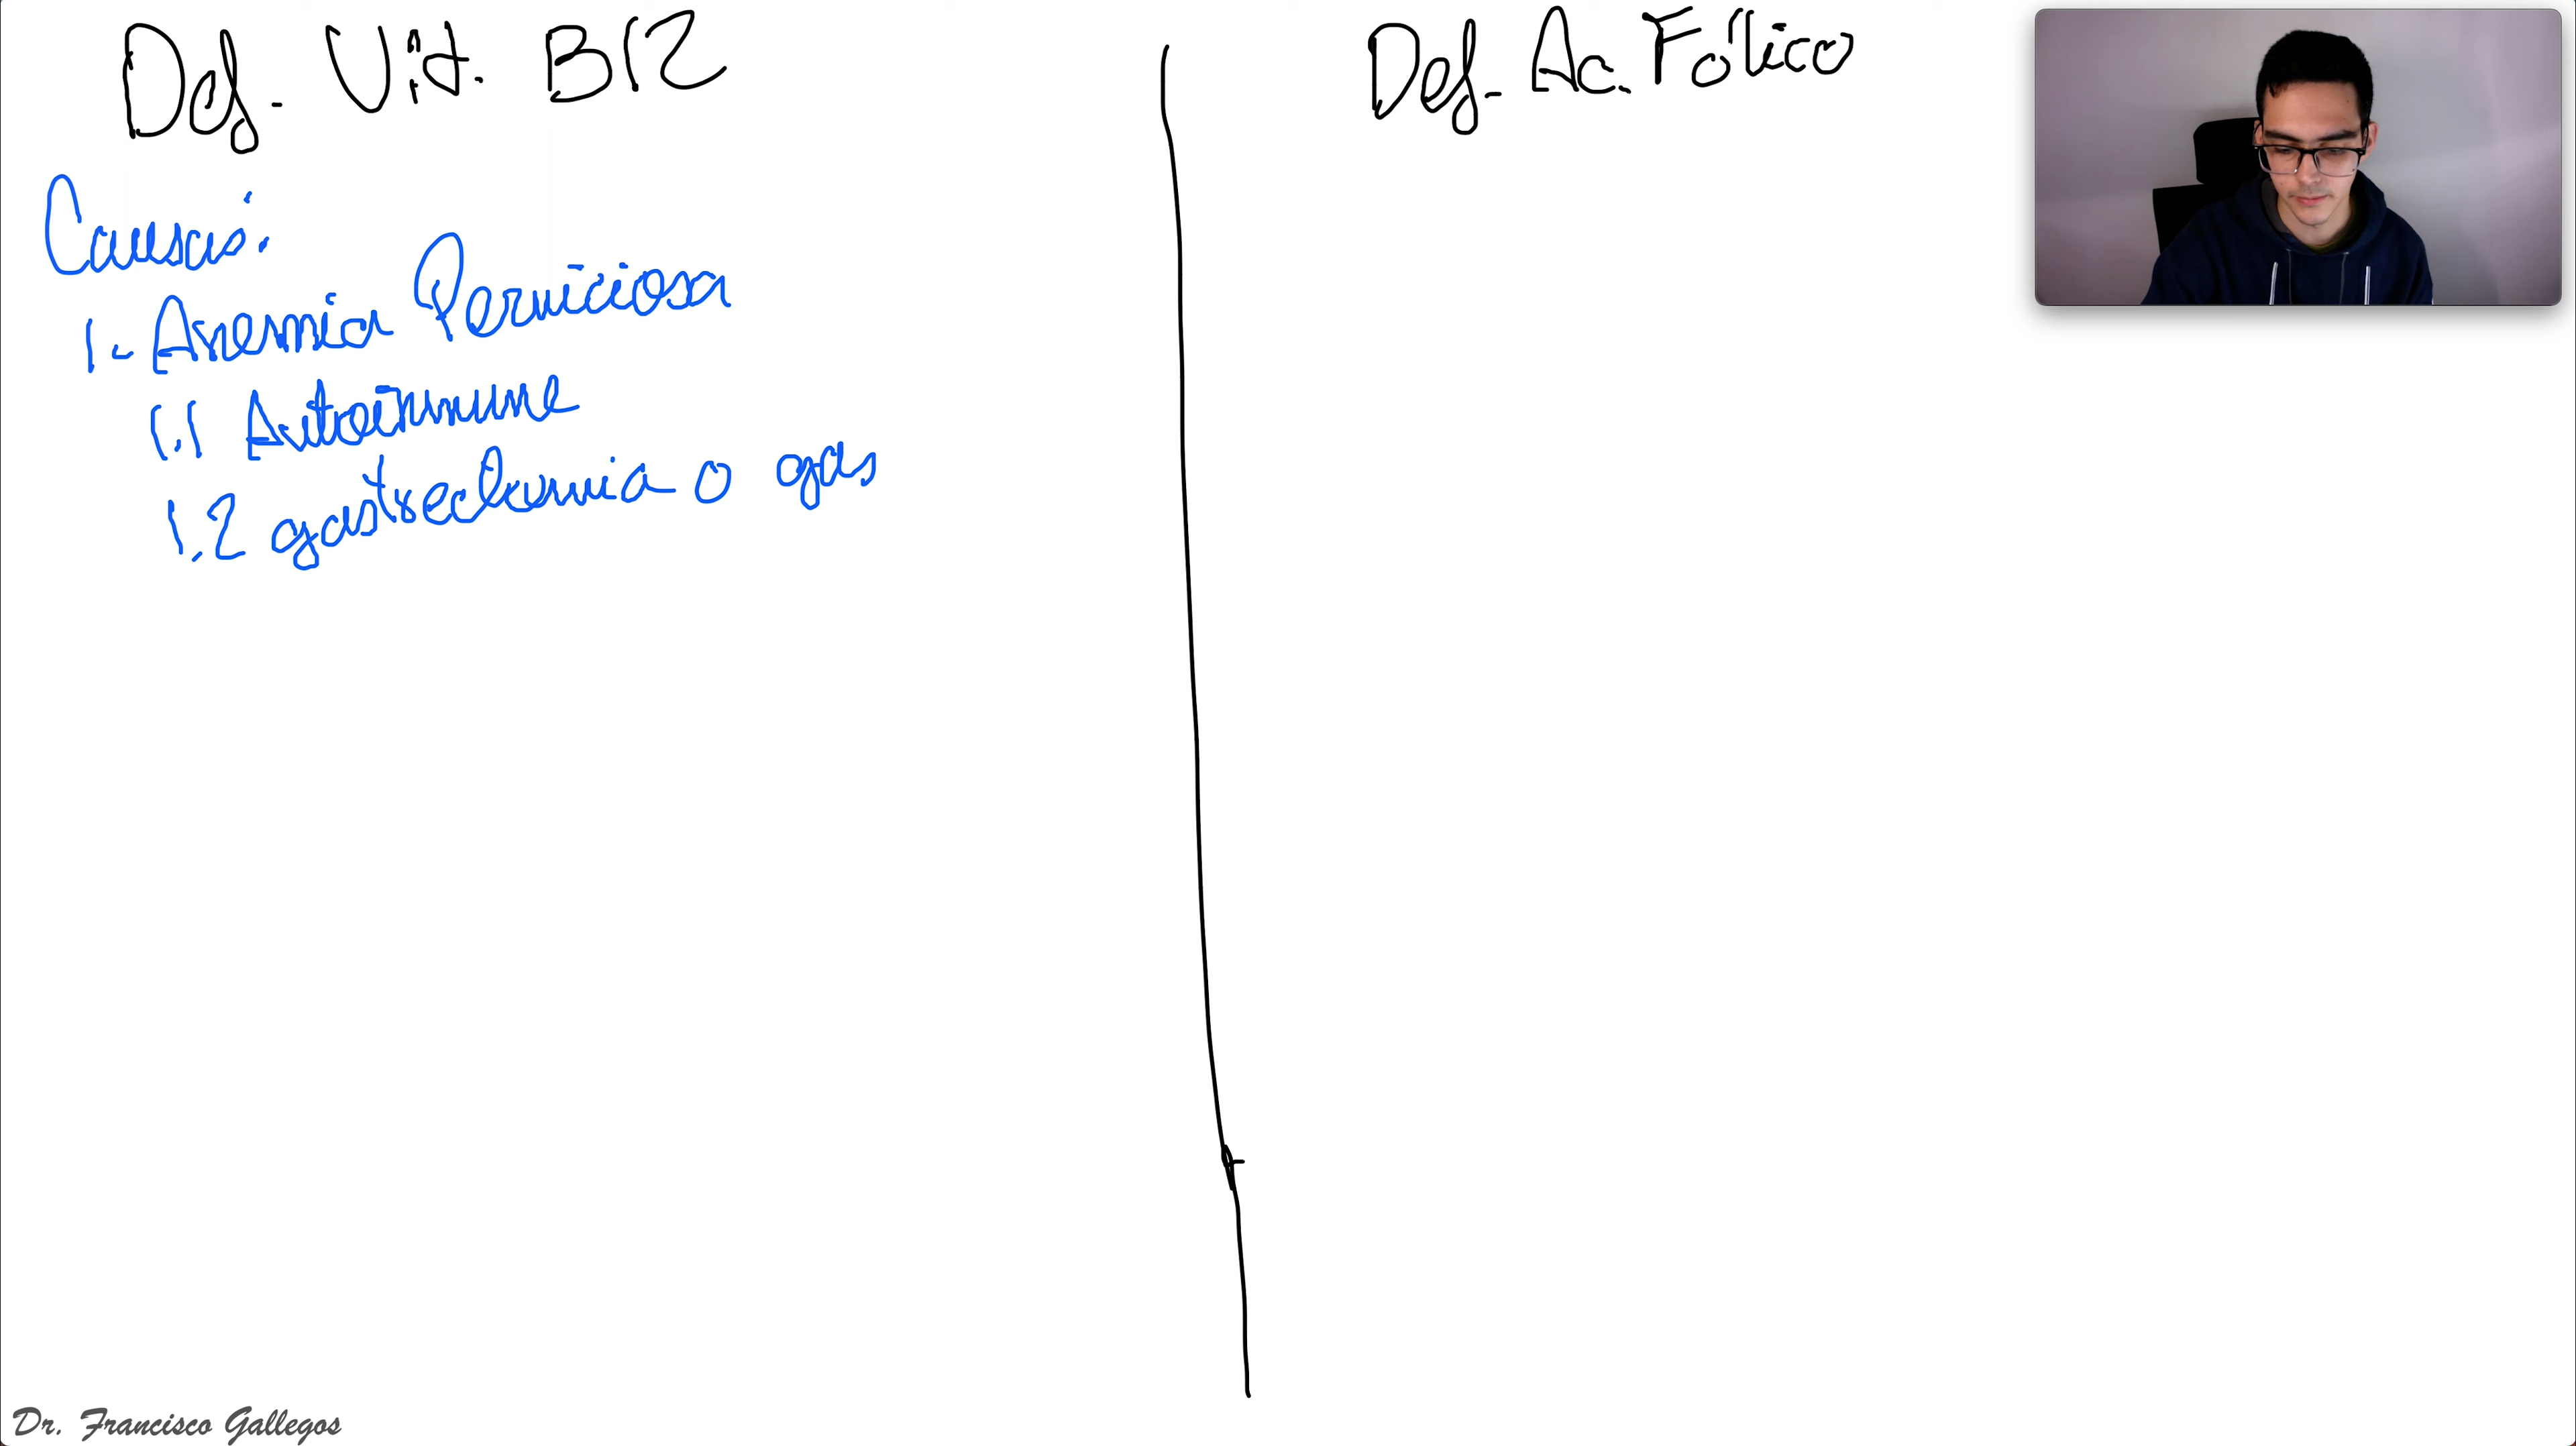 Def. Vit. B12
Causas:
1.- Anemia Perniciosa
1.1 Autoinmune
1.2 gastrectomia o gas
Def. Ac. Fólico
Dr. Francisco Gallegos